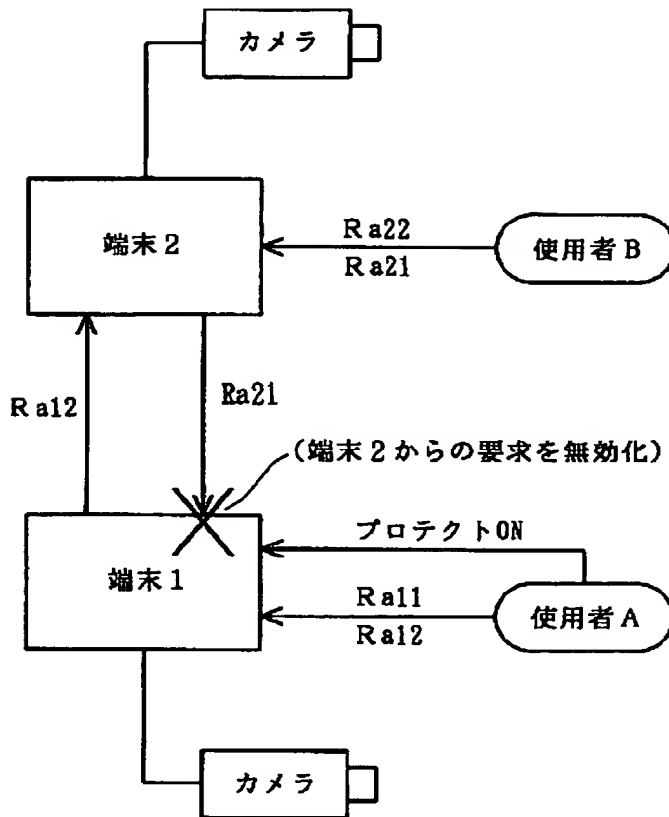 カメラ
端末2
Ra22
Ra21
使用者B
Ra12
Ra21
(端末2からの要求を無効化)
プロテクトON
端末1
Ra11
Ra12
使用者A
カメラ